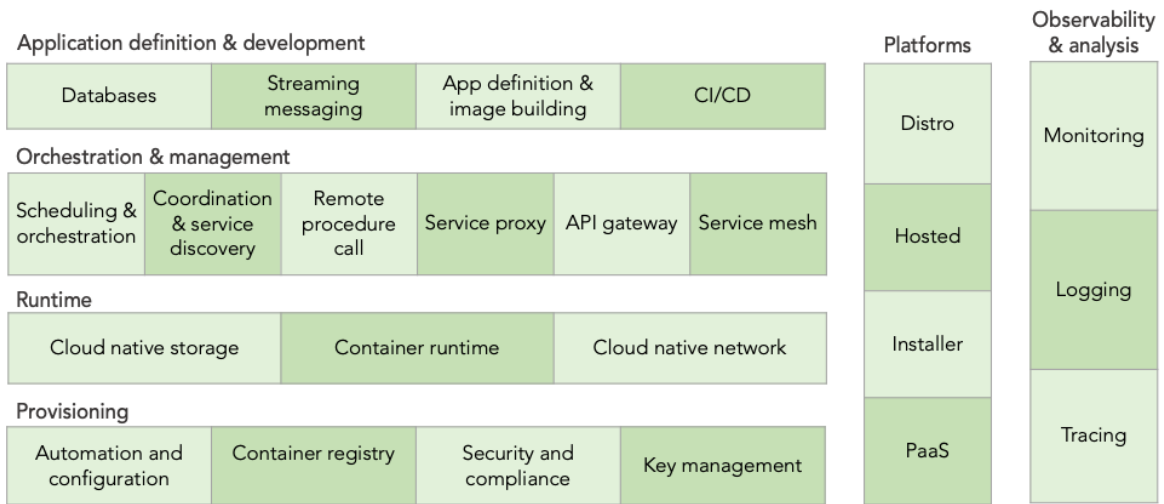 Application definition & development
Databases
Streaming
messaging
App definition &
image building
CI/CD
Orchestration & management
Scheduling &
orchestration
Coordination
& service
discovery
Remote
procedure
call
Service proxy
API gateway
Service mesh
Runtime
Cloud native storage
Container runtime
Cloud native network
Provisioning
Automation and
configuration
Container registry
Security and
compliance
Key management
Platforms
Distro
Hosted
Installer
PaaS
Observability
& analysis
Monitoring
Logging
Tracing